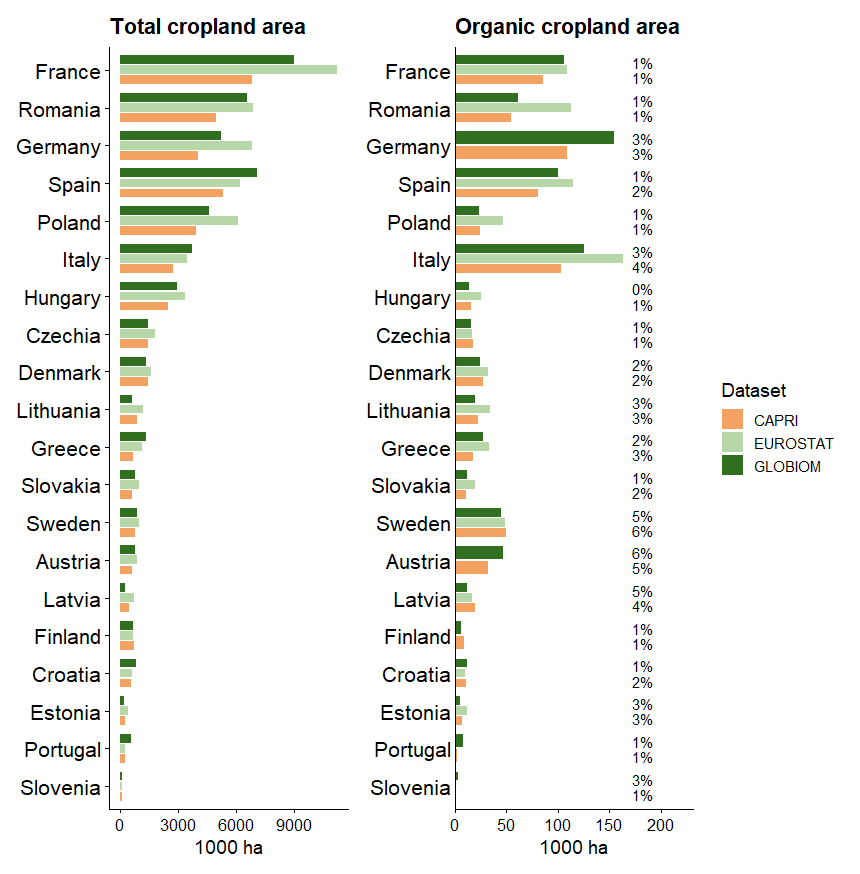 Total cropland area
France
Romania
Germany
Spain
Poland
Italy
Hungary
Czechia
Denmark
Lithuania
Greece
Slovakia
Sweden
Austria
Latvia
Finland
Croatia
Estonia
Portugal
Slovenia
0 3000 6000 9000
1000 ha
Organic cropland area
France 1%
1%
Romania 1%
1%
Germany 3%
3%
Spain 1%
2%
Poland 1%
1%
Italy 3%
4%
Hungary 0%
1%
Czechia 1%
1%
Denmark 2%
2%
Lithuania 3%
3%
Greece 2%
3%
Slovakia 1%
2%
Sweden 5%
6%
Austria 6%
5%
Latvia 5%
4%
Finland 1%
1%
Croatia 1%
2%
Estonia 3%
3%
Portugal 1%
1%
Slovenia 3%
1%
0 50 100 150 200
1000 ha
Dataset
CAPRI
EUROSTAT
GLOBIOM